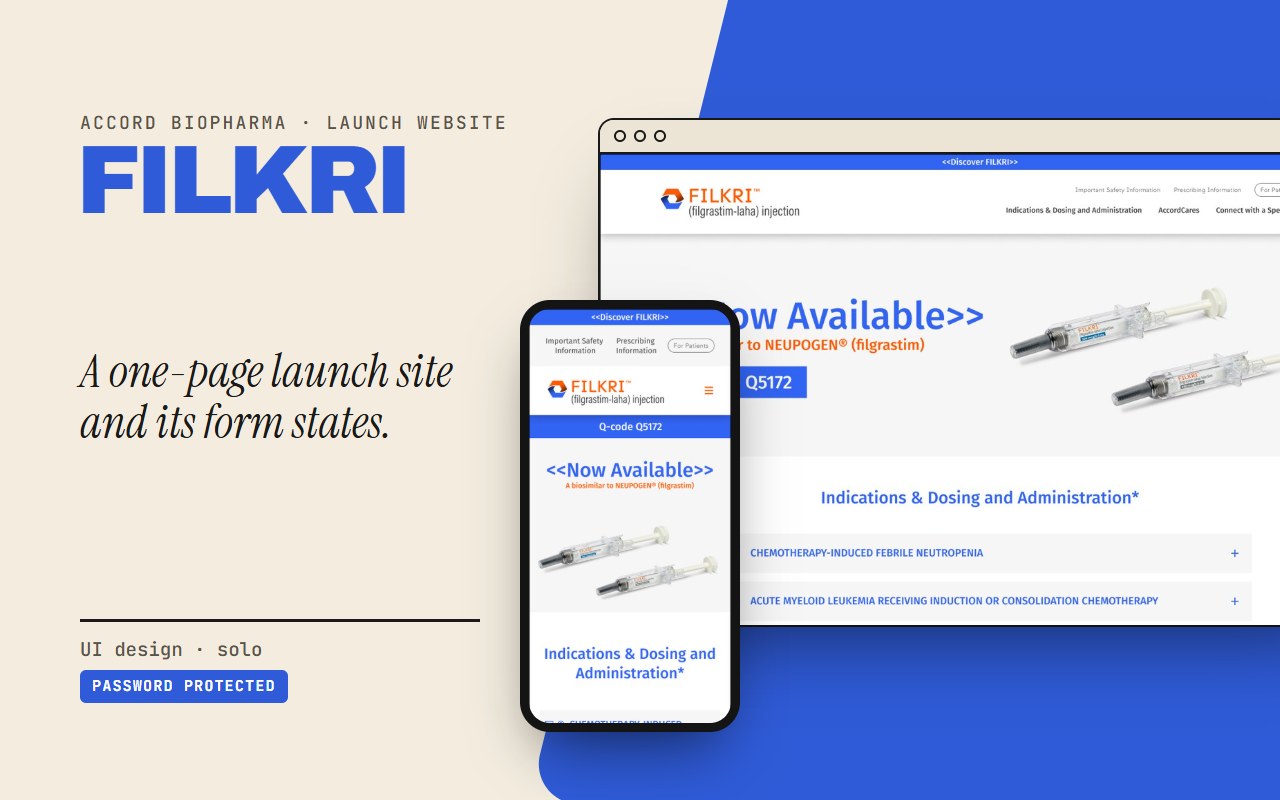 ACCORD BIOPHARMA · LAUNCH WEBSITE
FILKRI
A one-page launch site
and its form states.
UI design · solo
PASSWORD PROTECTED
<<Discover FILKRI>>
FILKRI™
(filgrastim-laha) injection
Important Safety Information
Prescribing Information
Indications & Dosing and Administration
AccordCares
Connect with a
ow Available>>
to NEUPOGEN® (filgrastim)
Q5172
FILKRI
FILKRI
Indications & Dosing and Administration*
CHEMOTHERAPY-INDUCED FEBRILE NEUTROPENIA +
ACUTE MYELOID LEUKEMIA RECEIVING INDUCTION OR CONSOLIDATION CHEMOTHERAPY +
<<Discover FILKRI>>
Important Safety
Information
Prescribing
Information
For Patients
FILKRI™
(filgrastim-laha) injection
Q-code Q5172
<<Now Available>>
A biosimilar to NEUPOGEN® (filgrastim)
Indications & Dosing and
Administration*